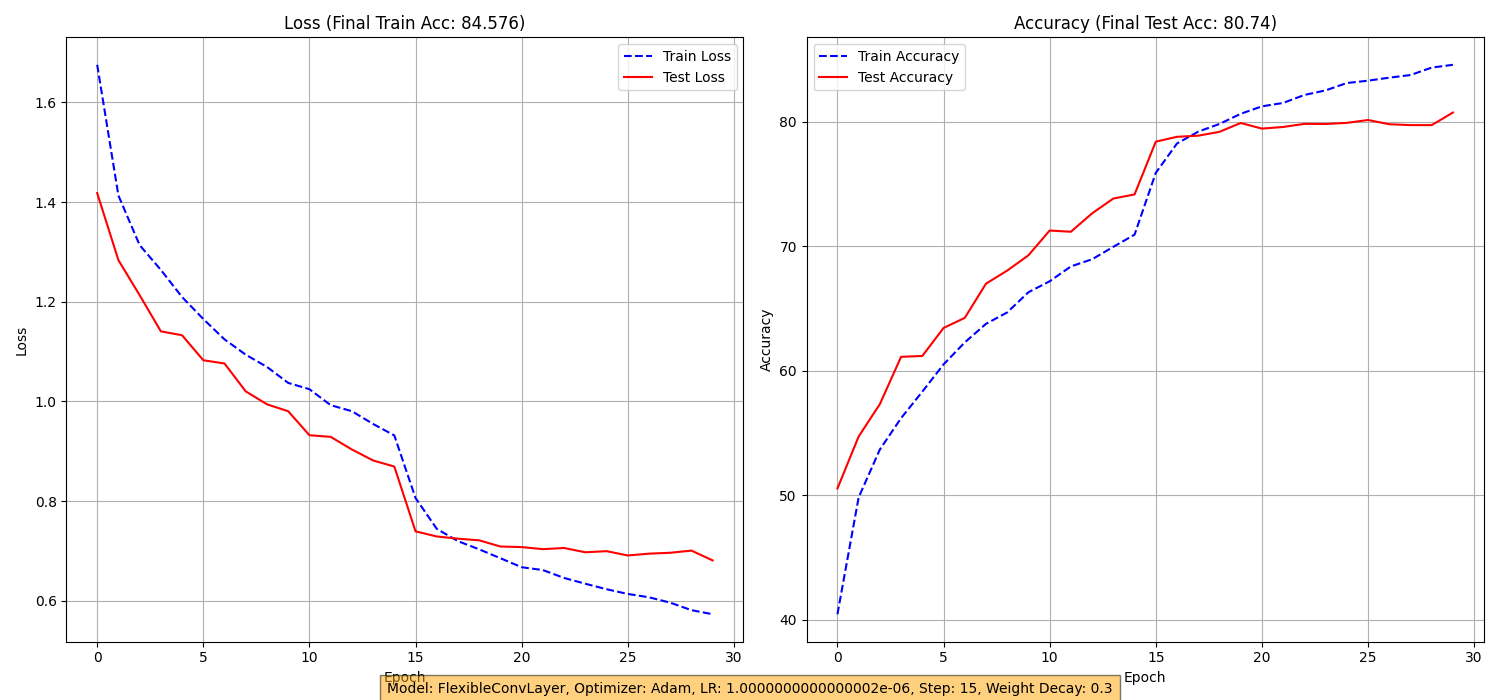 Loss (Final Train Acc: 84.576)
Train Loss
Test Loss
1.6
1.4
1.2
1.0
0.8
0.6
Loss
0 5 10 15 20 25 30
Epoch
Accuracy (Final Test Acc: 80.74)
Train Accuracy
Test Accuracy
80
70
60
50
40
Accuracy
0 5 10 15 20 25 30
Epoch
Model: FlexibleConvLayer, Optimizer: Adam, LR: 1.0000000000000002e-06, Step: 15, Weight Decay: 0.3